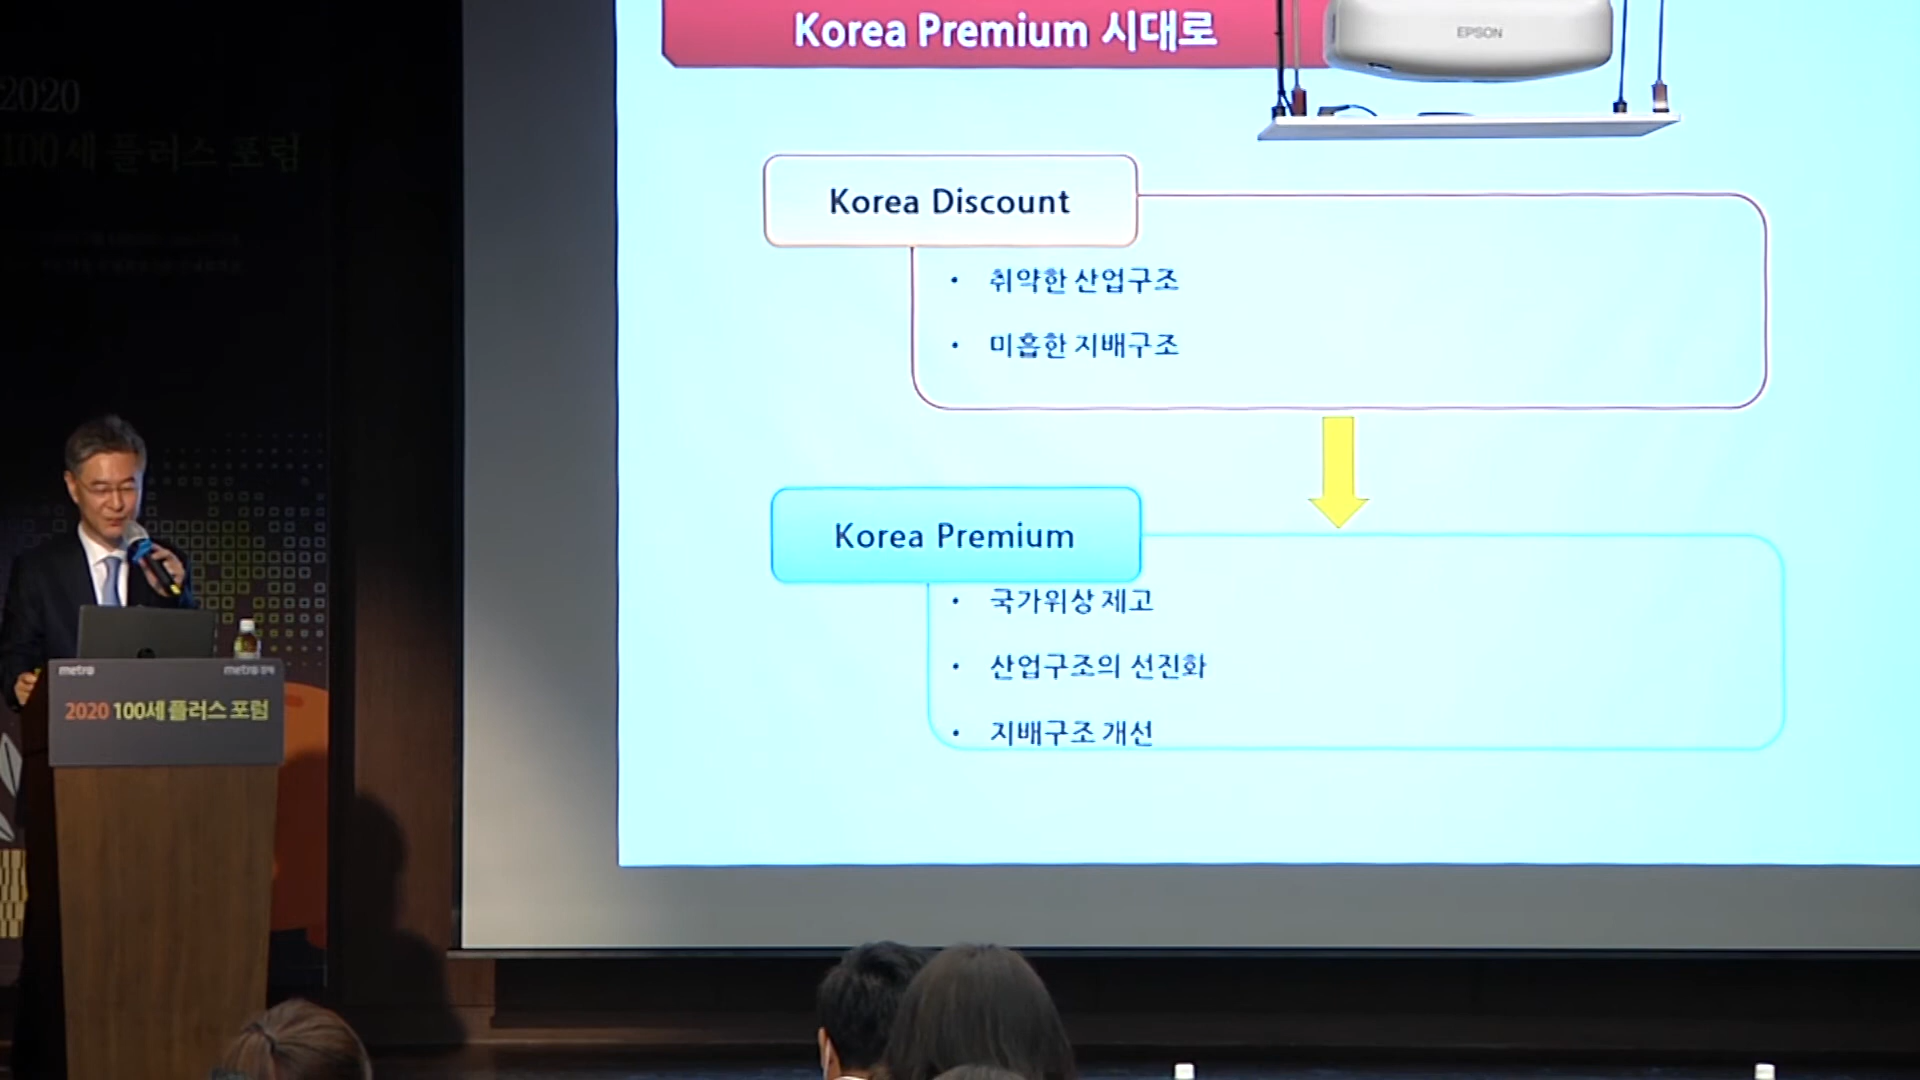 Korea Premium 시대로
EPSON
2020
100세 플러스 포럼
Korea Discount
• 취약한 산업구조
• 미흡한 지배구조
Korea Premium
• 국가위상 제고
• 산업구조의 선진화
• 지배구조 개선
metro
metro 경제
2020 100세 플러스 포럼